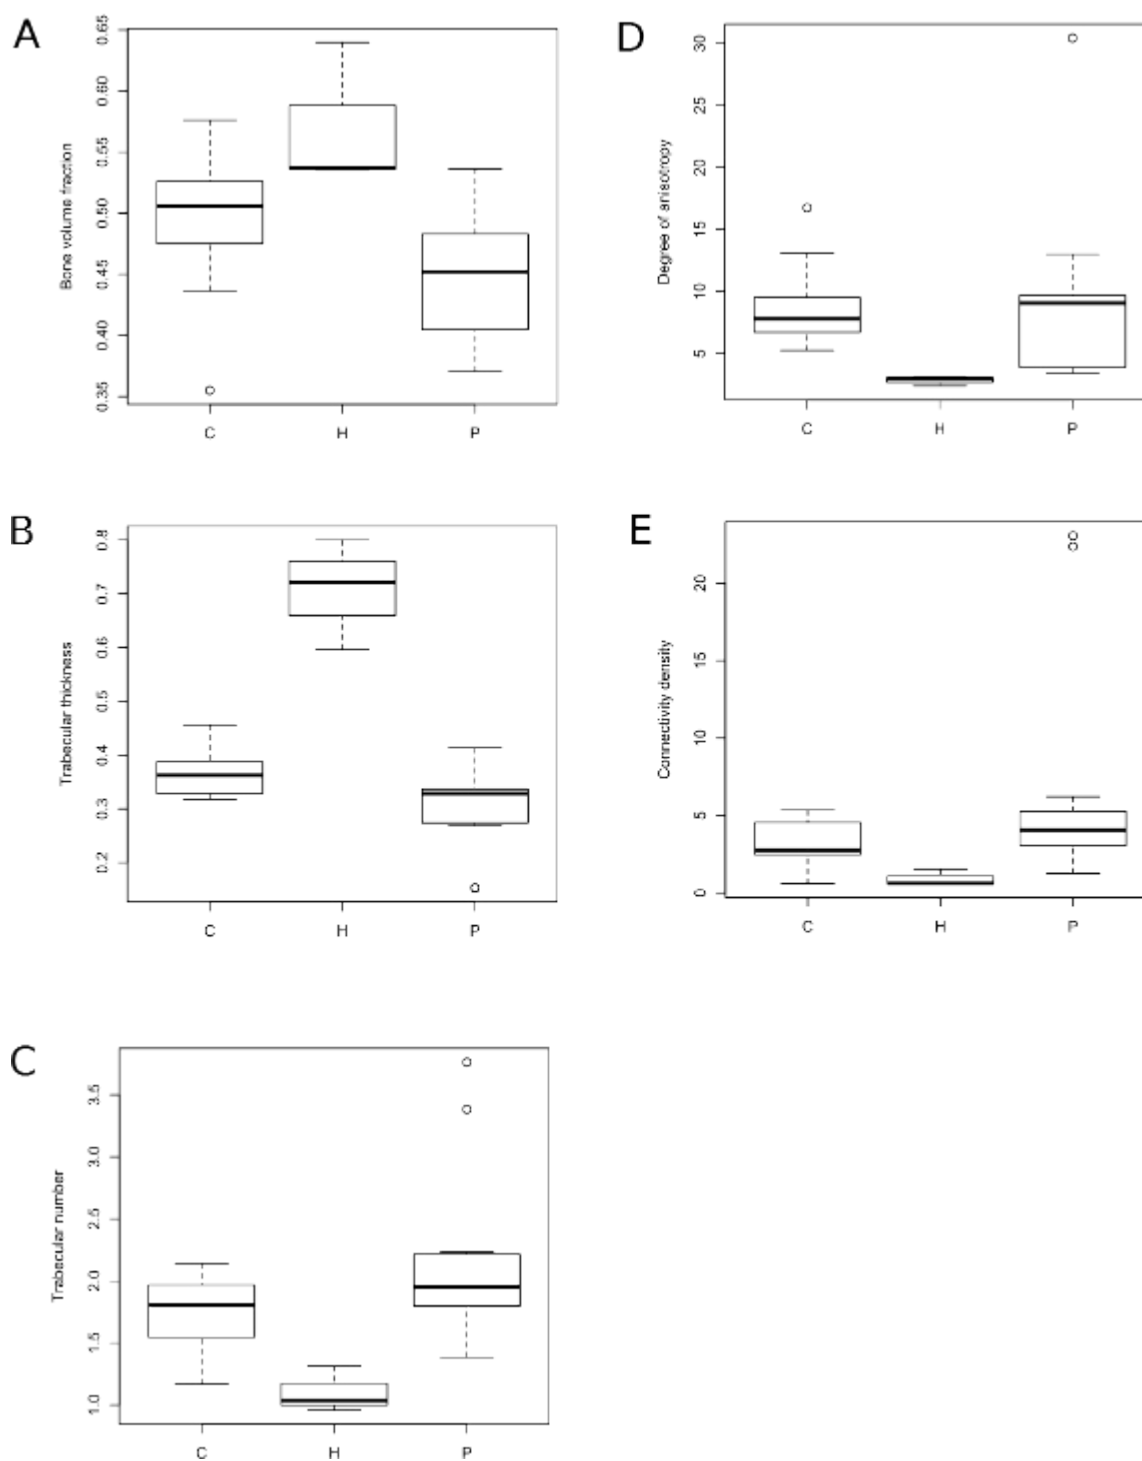 A
Bone volume fraction
0.65
0.60
0.55
0.50
0.45
0.40
0.35
C H P
D
Degree of anisotropy
30
25
20
15
10
5
C H P
B
Trabecular thickness
0.8
0.7
0.6
0.5
0.4
0.3
0.2
C H P
E
Connectivity density
20
15
10
5
0
C H P
C
Trabecular number
3.5
3.0
2.5
2.0
1.5
1.0
C H P